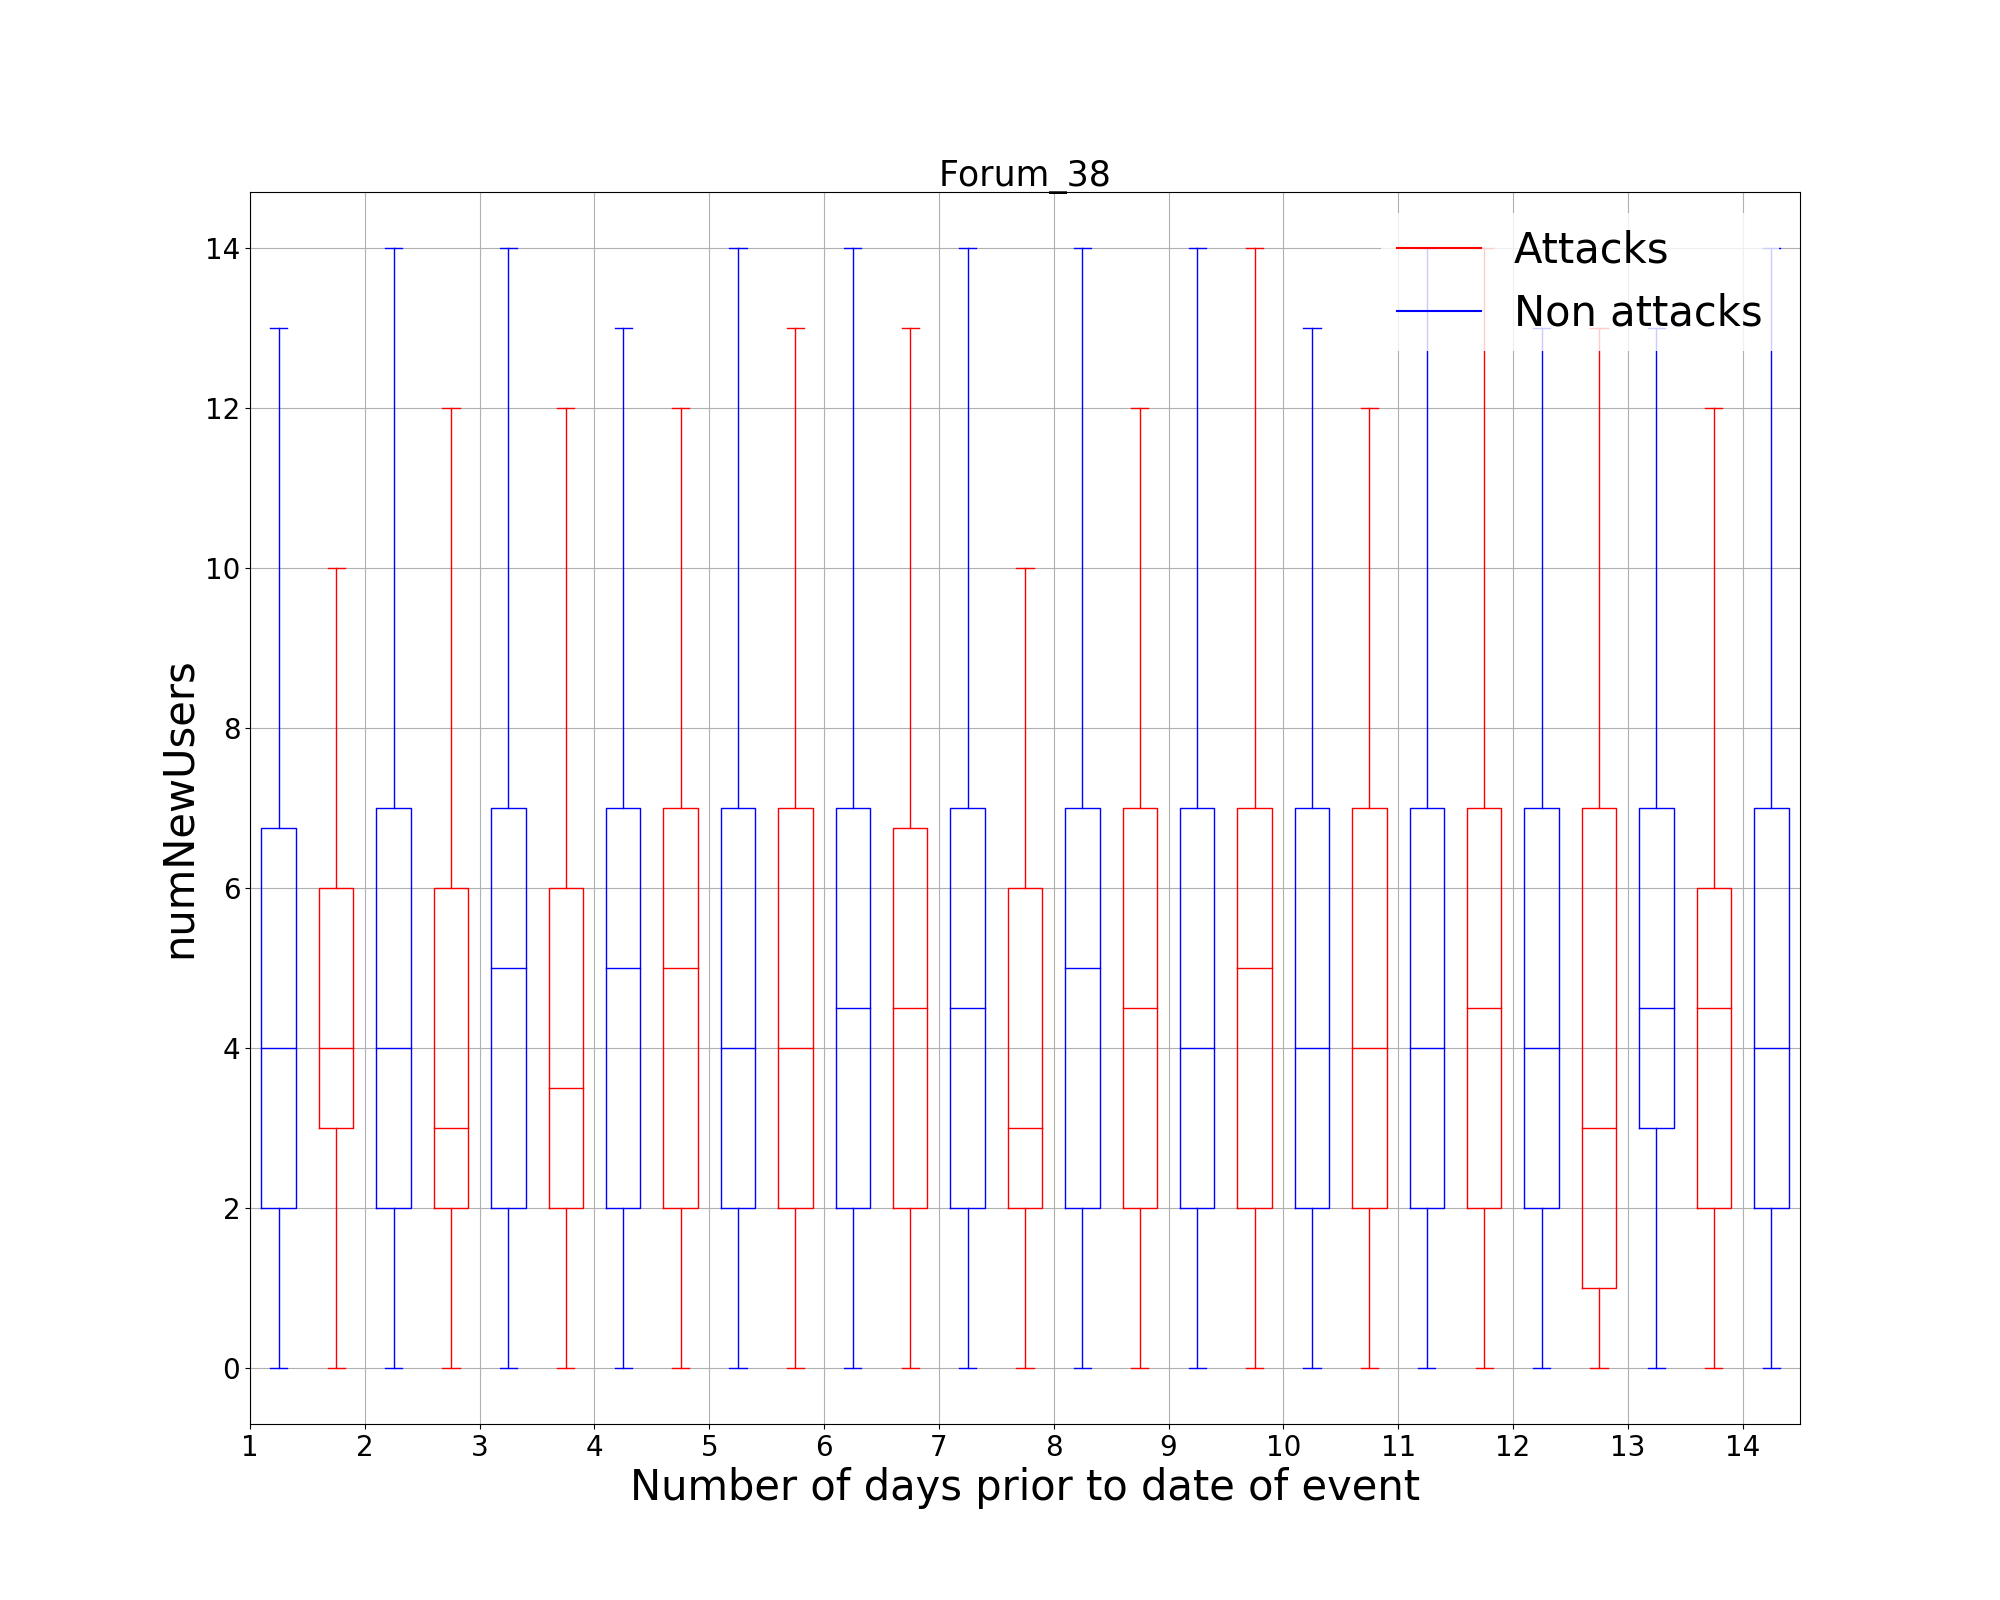 Forum_38
Attacks
Non attacks
14
12
10
8
6
4
2
0
numNewUsers
1 2 3 4 5 6 7 8 9 10 11 12 13 14
Number of days prior to date of event